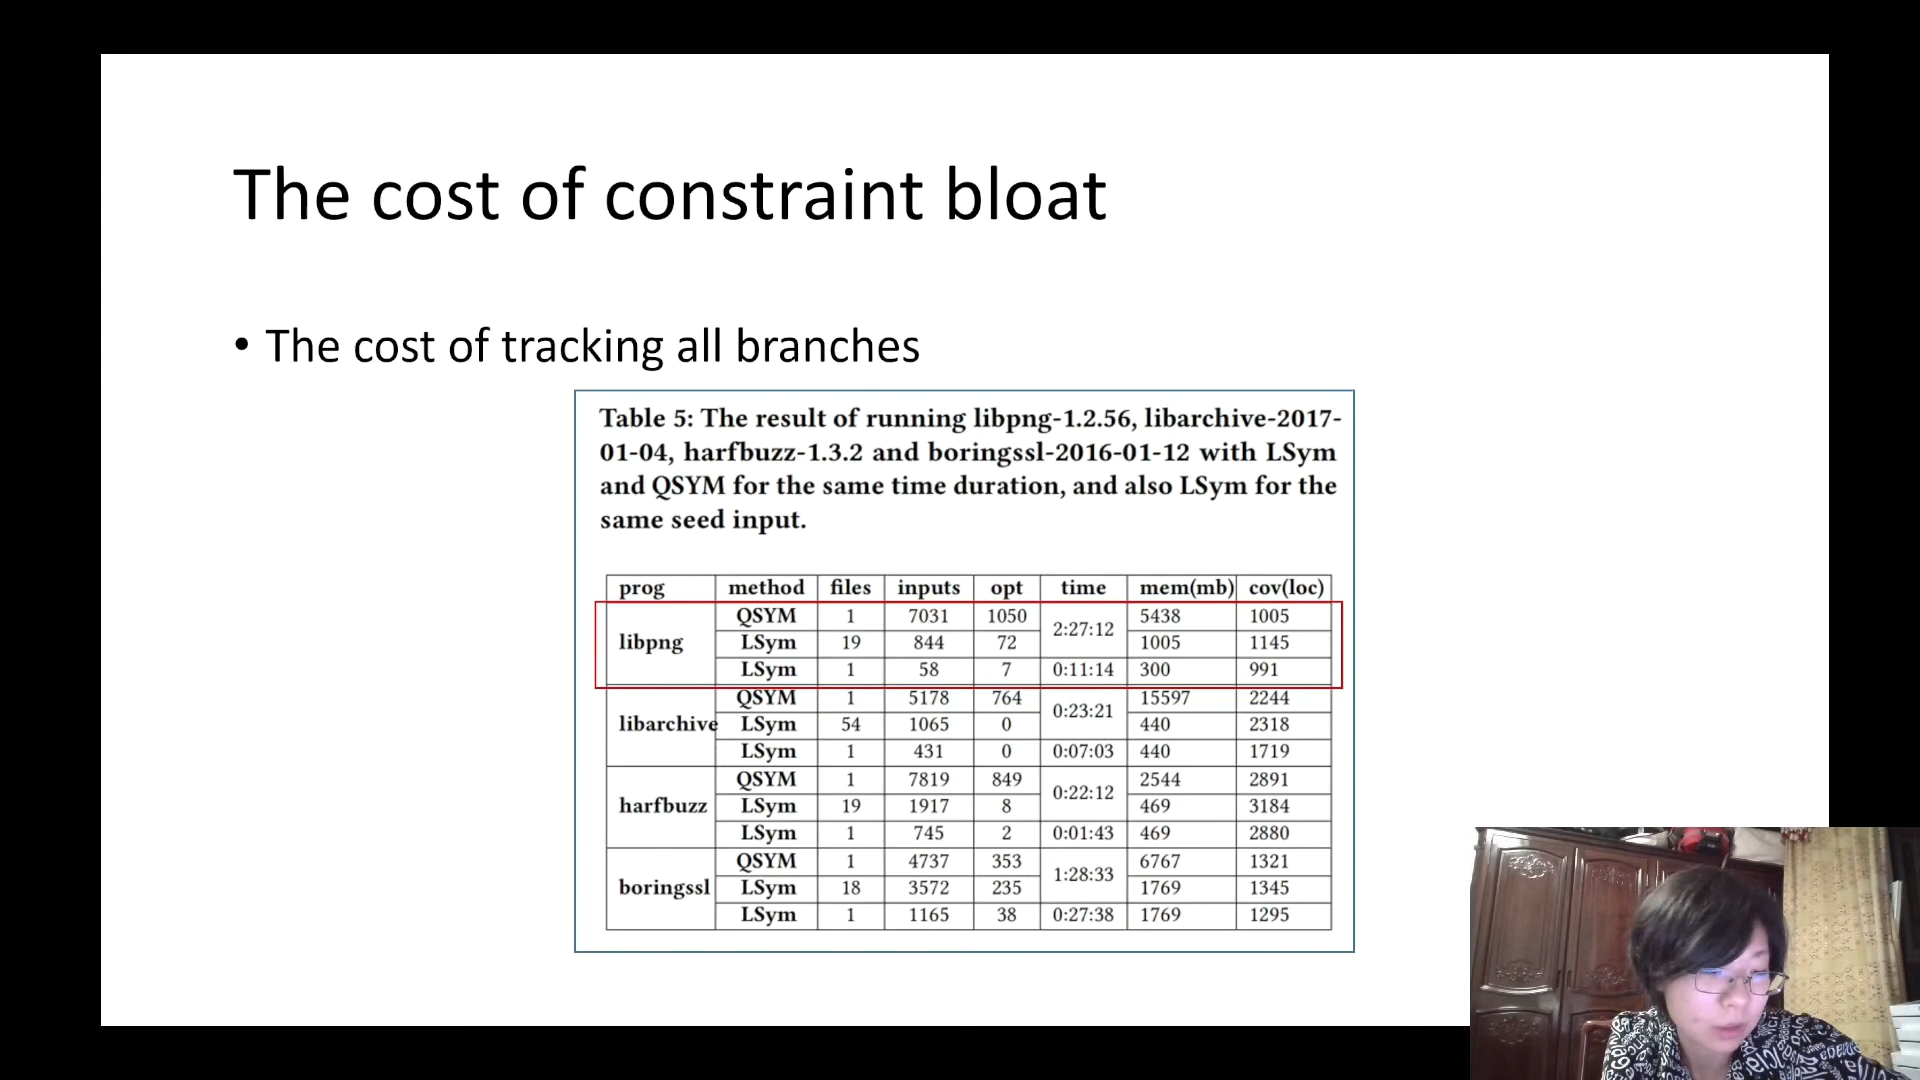 The cost of constraint bloat
• The cost of tracking all branches
Table 5: The result of running libpng-1.2.56, libarchive-2017-
01-04, harfbuzz-1.3.2 and boringssl-2016-01-12 with LSym
and QSYM for the same time duration, and also LSym for the
same seed input.
prog method files inputs opt time mem(mb) cov(loc)
libpng QSYM 1 7031 1050 2:27:12 5438 1005
LSym 19 844 72 1005 1145
LSym 1 58 7 0:11:14 300 991
libarchive QSYM 1 5178 764 0:23:21 15597 2244
LSym 54 1065 0 440 2318
LSym 1 431 0 0:07:03 440 1719
harfbuzz QSYM 1 7819 849 0:22:12 2544 2891
LSym 19 1917 8 469 3184
LSym 1 745 2 0:01:43 469 2880
boringssl QSYM 1 4737 353 1:28:33 6767 1321
LSym 18 3572 235 1769 1345
LSym 1 1165 38 0:27:38 1769 1295